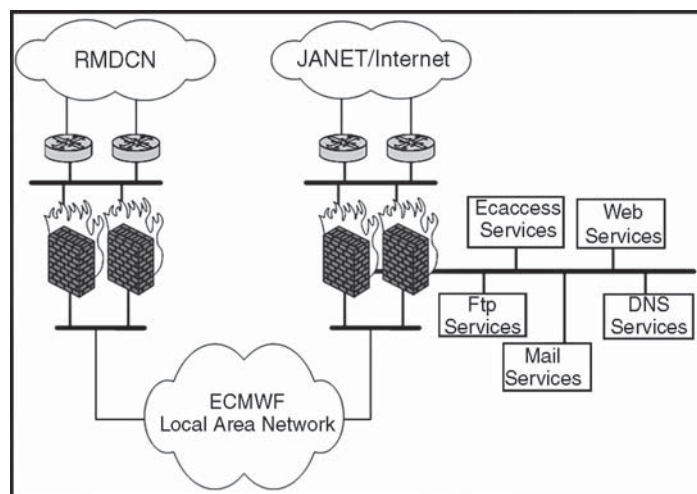 RMDCN
JANET/Internet
Ecaccess
Services
Web
Services
Ftp
Services
DNS
Services
Mail
Services
ECMWF
Local Area Network